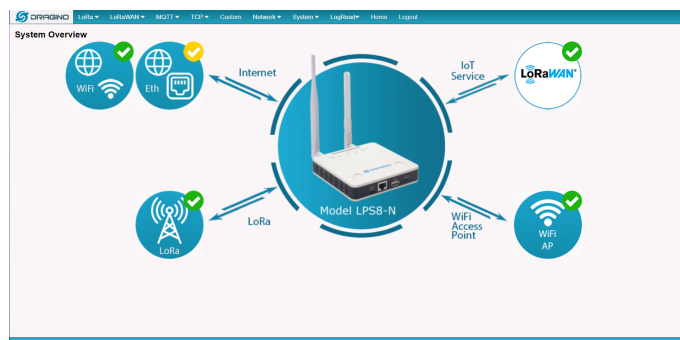 DRAGINO LoRa LoRaWAN MQTT TCP Custom Network System LogRead Home Logout
System Overview
WiFi
Eth
Internet
IoT
Service
LoRaWAN
Model LPS8-N
LoRa
LoRa
WiFi
Access
Point
WiFi
AP